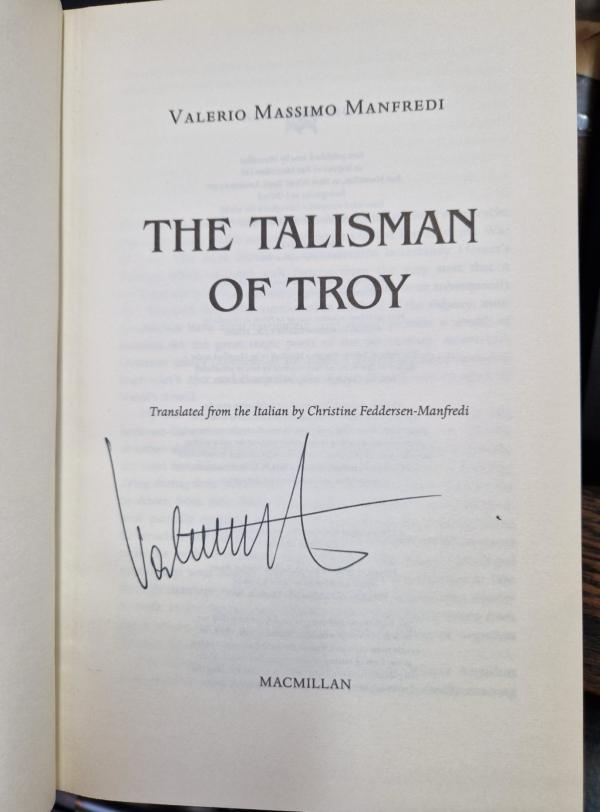 VALERIO MASSIMO MANFREDI
THE TALISMAN
OF TROY
Translated from the Italian by Christine Feddersen-Manfredi
MACMILLAN